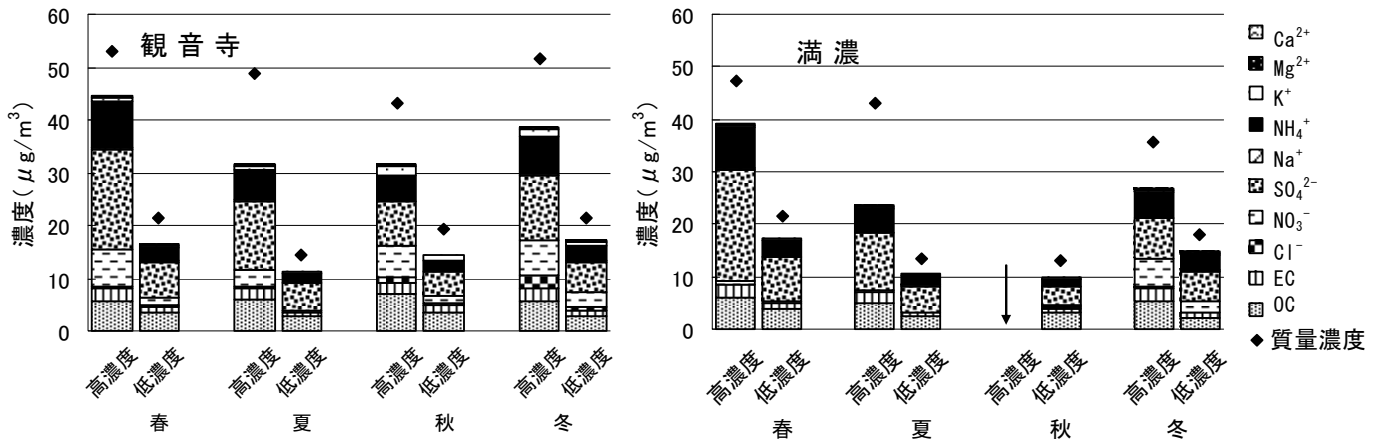 観音寺
濃度(μg/m³)
60
50
40
30
20
10
0
高濃度 低濃度 高濃度 低濃度 高濃度 低濃度 高濃度 低濃度
春 夏 秋 冬
満濃
濃度(μg/m³)
60
50
40
30
20
10
0
高濃度 低濃度 高濃度 低濃度 高濃度 低濃度 高濃度 低濃度
春 夏 秋 冬
Ca²⁺
Mg²⁺
K⁺
NH₄⁺
Na⁺
SO₄²⁻
NO₃⁻
Cl⁻
EC
OC
質量濃度